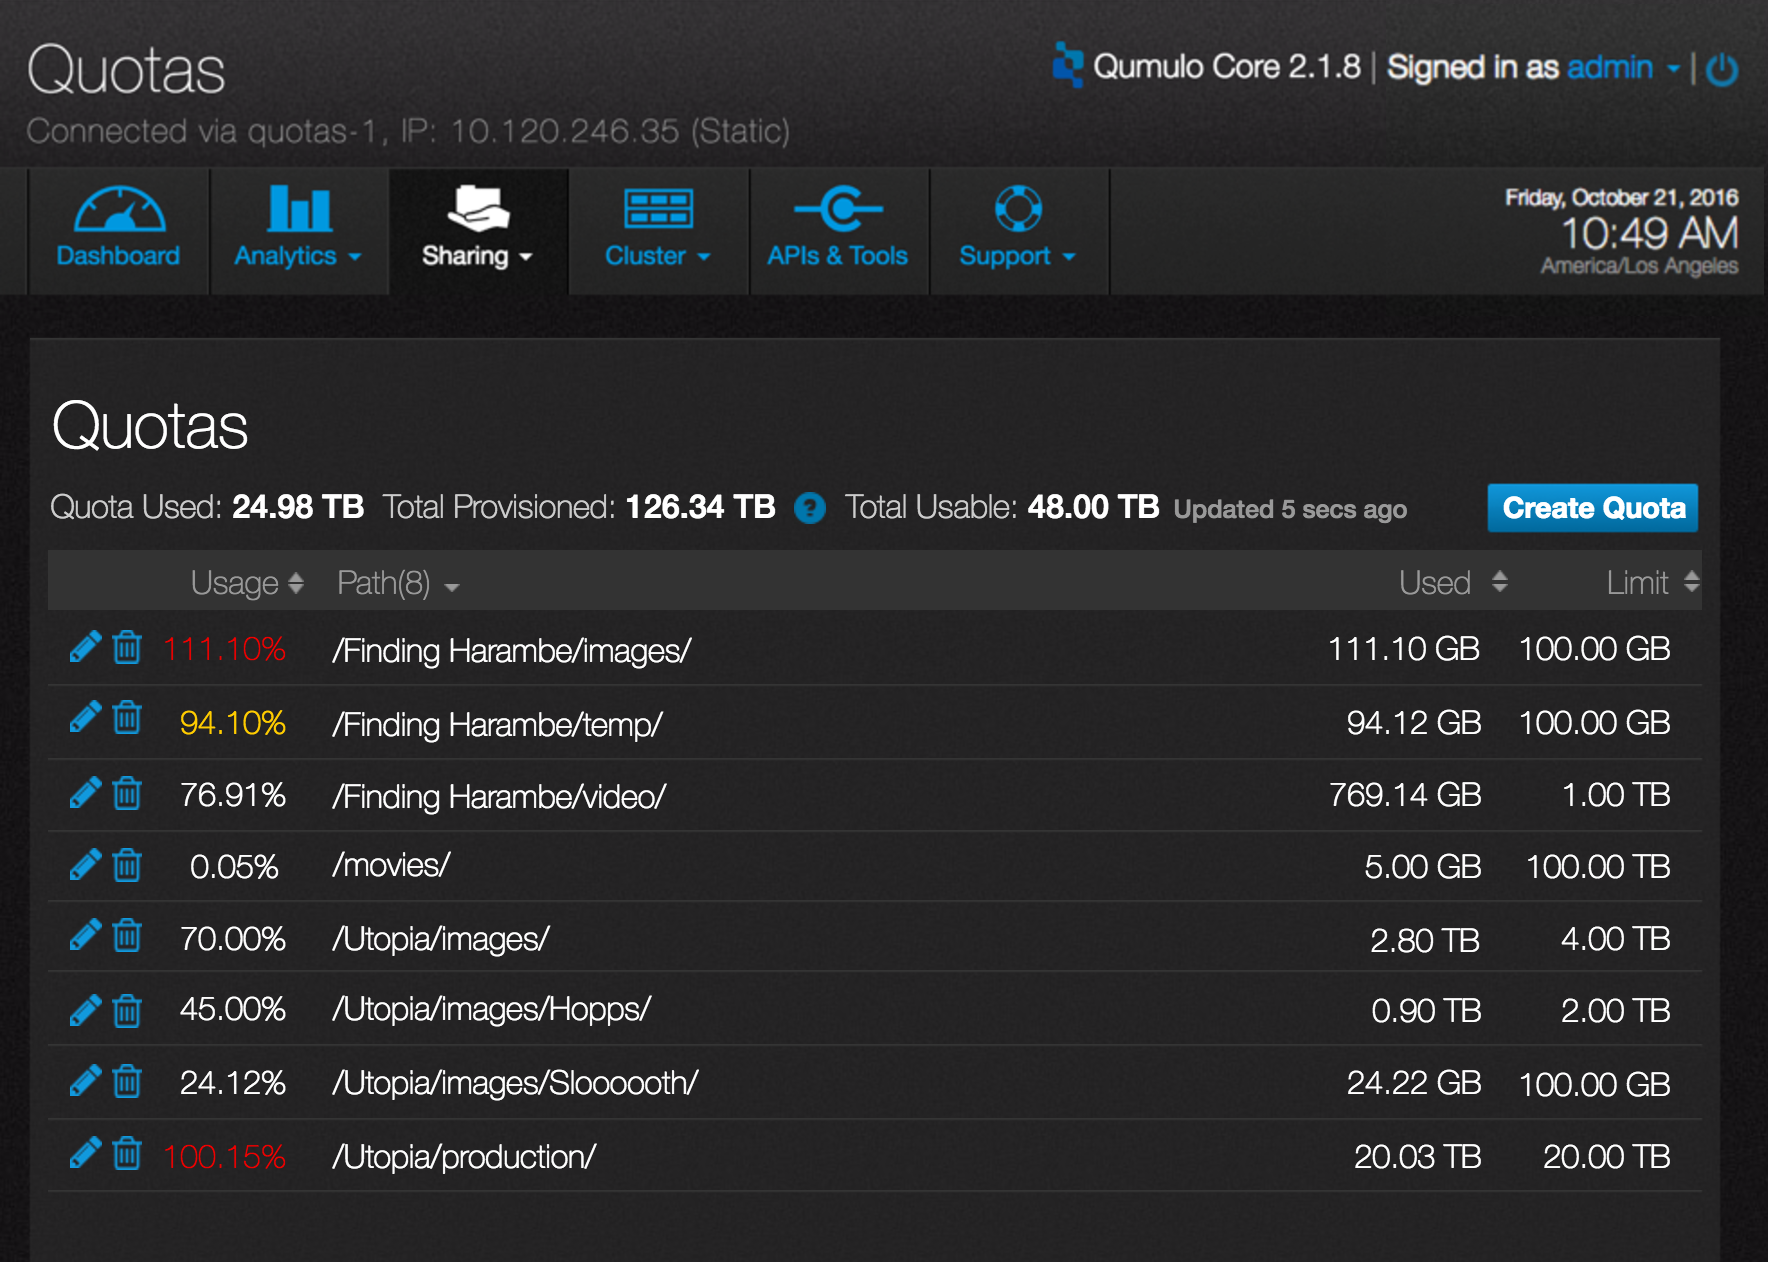 Quotas
Qumulo Core 2.1.8 | Signed in as admin |
Connected via quotas-1, IP: 10.120.246.35 (Static)
Dashboard Analytics Sharing Cluster APIs & Tools Support
Friday, October 21, 2016
10:49 AM
America/Los Angeles
Quotas
Quota Used: 24.98 TB Total Provisioned: 126.34 TB ? Total Usable: 48.00 TB Updated 5 secs ago Create Quota
Usage Path(8) Used Limit
111.10% /Finding Harambe/images/ 111.10 GB 100.00 GB
94.10% /Finding Harambe/temp/ 94.12 GB 100.00 GB
76.91% /Finding Harambe/video/ 769.14 GB 1.00 TB
0.05% /movies/ 5.00 GB 100.00 TB
70.00% /Utopia/images/ 2.80 TB 4.00 TB
45.00% /Utopia/images/Hopps/ 0.90 TB 2.00 TB
24.12% /Utopia/images/Sloooooth/ 24.22 GB 100.00 GB
100.15% /Utopia/production/ 20.03 TB 20.00 TB